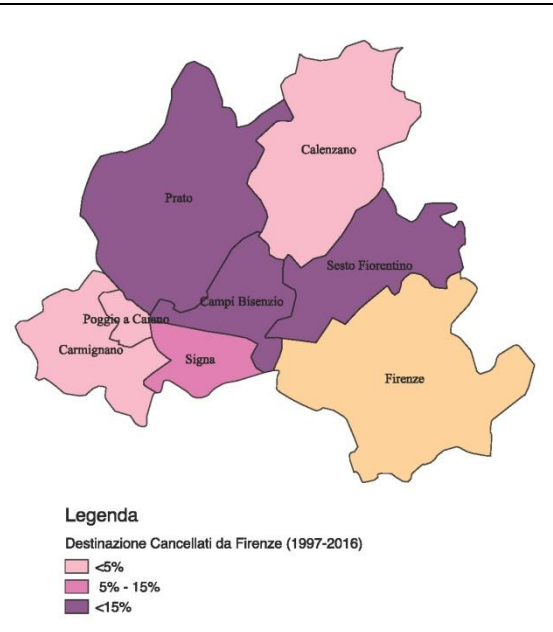 Calenzano
Prato
Sesto Fiorentino
Campi Bisenzio
Poggio a Caiano
Carmignano
Signa
Firenze
Legenda
Destinazione Cancellati da Firenze (1997-2016)
<5%
5% - 15%
<15%